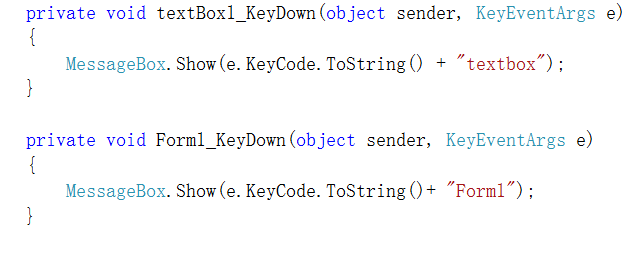 private void textBox1_KeyDown(object sender, KeyEventArgs e)
{
    MessageBox.Show(e.KeyCode.ToString() + "textbox");
}

private void Form1_KeyDown(object sender, KeyEventArgs e)
{
    MessageBox.Show(e.KeyCode.ToString()+ "Form1");
}